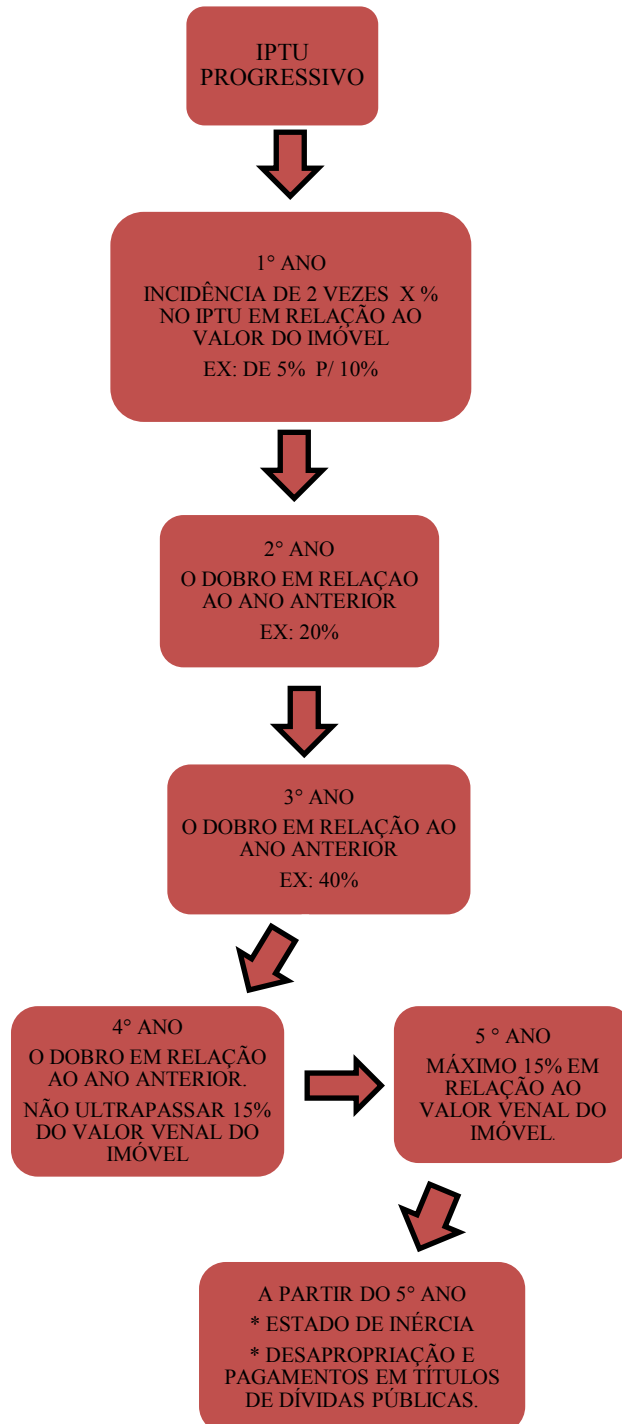 IPTU
PROGRESSIVO
1° ANO
INCIDÊNCIA DE 2 VEZES X %
NO IPTU EM RELAÇÃO AO
VALOR DO IMÓVEL
EX: DE 5% P/ 10%
2° ANO
O DOBRO EM RELAÇAO
AO ANO ANTERIOR
EX: 20%
3° ANO
O DOBRO EM RELAÇÃO AO
ANO ANTERIOR
EX: 40%
4° ANO
O DOBRO EM RELAÇÃO
AO ANO ANTERIOR.
NÃO ULTRAPASSAR 15%
DO VALOR VENAL DO
IMÓVEL
5 ° ANO
MÁXIMO 15% EM
RELAÇÃO AO
VALOR VENAL DO
IMÓVEL.
A PARTIR DO 5° ANO
* ESTADO DE INÉRCIA
* DESAPROPRIAÇÃO E
PAGAMENTOS EM TÍTULOS
DE DÍVIDAS PÚBLICAS.